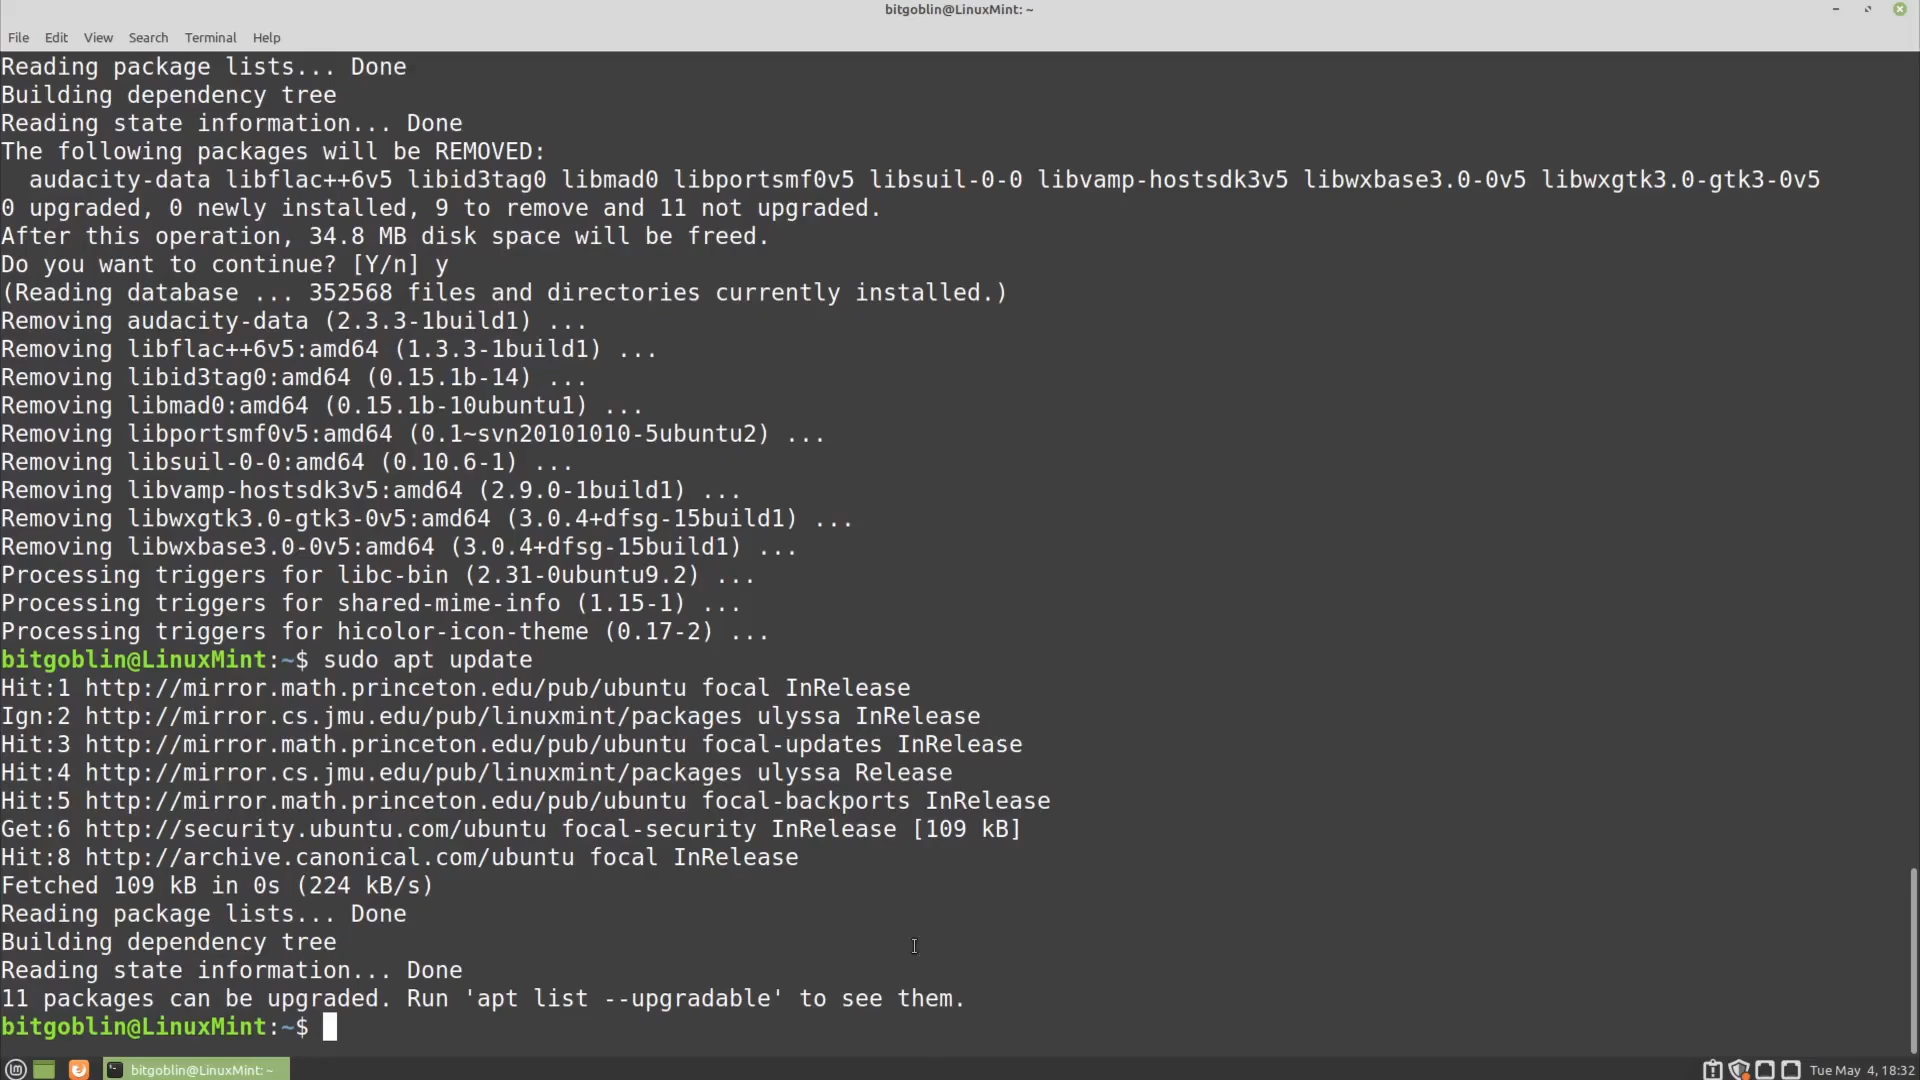 bitgoblin@LinuxMint: ~
File Edit View Search Terminal Help
Reading package lists... Done
Building dependency tree
Reading state information... Done
The following packages will be REMOVED:
  audacity-data libflac++6v5 libid3tag0 libmad0 libportsmf0v5 libsuil-0-0 libvamp-hostsdk3v5 libwxbase3.0-0v5 libwxgtk3.0-gtk3-0v5
0 upgraded, 0 newly installed, 9 to remove and 11 not upgraded.
After this operation, 34.8 MB disk space will be freed.
Do you want to continue? [Y/n] y
(Reading database ... 352568 files and directories currently installed.)
Removing audacity-data (2.3.3-1build1) ...
Removing libflac++6v5:amd64 (1.3.3-1build1) ...
Removing libid3tag0:amd64 (0.15.1b-14) ...
Removing libmad0:amd64 (0.15.1b-10ubuntu1) ...
Removing libportsmf0v5:amd64 (0.1~svn20101010-5ubuntu2) ...
Removing libsuil-0-0:amd64 (0.10.6-1) ...
Removing libvamp-hostsdk3v5:amd64 (2.9.0-1build1) ...
Removing libwxgtk3.0-gtk3-0v5:amd64 (3.0.4+dfsg-15build1) ...
Removing libwxbase3.0-0v5:amd64 (3.0.4+dfsg-15build1) ...
Processing triggers for libc-bin (2.31-0ubuntu9.2) ...
Processing triggers for shared-mime-info (1.15-1) ...
Processing triggers for hicolor-icon-theme (0.17-2) ...
bitgoblin@LinuxMint:~$ sudo apt update
Hit:1 http://mirror.math.princeton.edu/pub/ubuntu focal InRelease
Ign:2 http://mirror.cs.jmu.edu/pub/linuxmint/packages ulyssa InRelease
Hit:3 http://mirror.math.princeton.edu/pub/ubuntu focal-updates InRelease
Hit:4 http://mirror.cs.jmu.edu/pub/linuxmint/packages ulyssa Release
Hit:5 http://mirror.math.princeton.edu/pub/ubuntu focal-backports InRelease
Get:6 http://security.ubuntu.com/ubuntu focal-security InRelease [109 kB]
Hit:8 http://archive.canonical.com/ubuntu focal InRelease
Fetched 109 kB in 0s (224 kB/s)
Reading package lists... Done
Building dependency tree
Reading state information... Done
11 packages can be upgraded. Run 'apt list --upgradable' to see them.
bitgoblin@LinuxMint:~$
bitgoblin@LinuxMint: ~ Tue May 4, 18:32